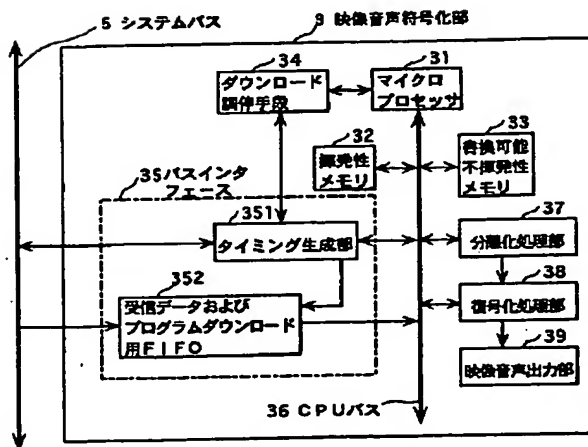 5 システムバス
3 映像音声符号化部
34
ダウンロード
調停手段
31
マイクロ
プロセッサ
32
揮発性
メモリ
33
書換可能
不揮発性
メモリ
35バスインタ
フェース
351
タイミング生成部
37
分離化処理部
352
受信データおよび
プログラムダウンロード
用FIFO
38
復号化処理部
39
映像音声出力部
36 CPUバス